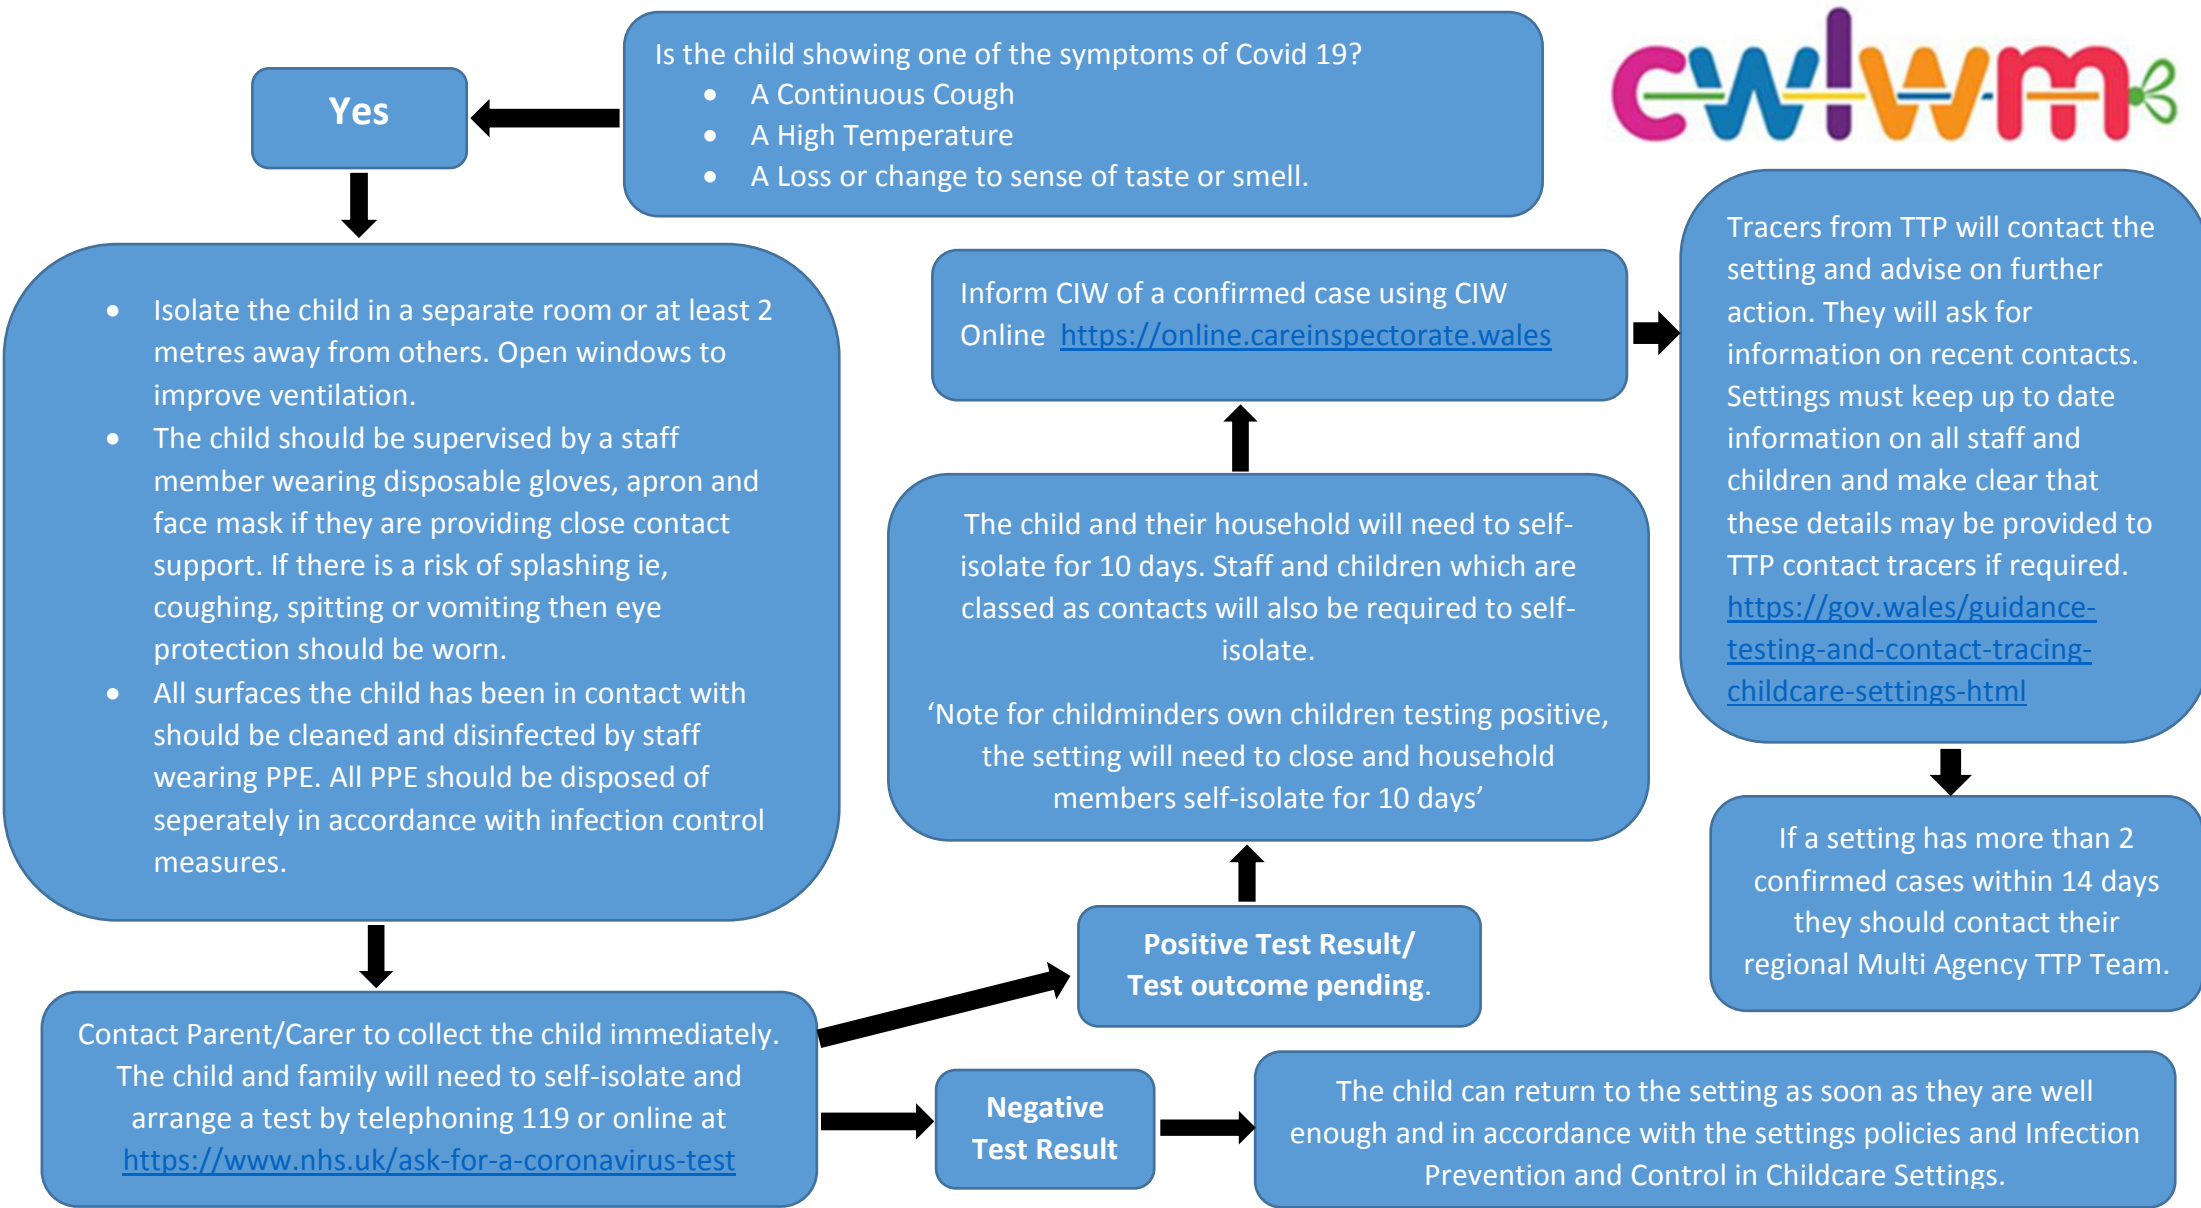 Is the child showing one of the symptoms of Covid 19?
• A Continuous Cough
• A High Temperature
• A Loss or change to sense of taste or smell.
cwlwm
Yes
• Isolate the child in a separate room or at least 2
metres away from others. Open windows to
improve ventilation.
• The child should be supervised by a staff
member wearing disposable gloves, apron and
face mask if they are providing close contact
support. If there is a risk of splashing ie,
coughing, spitting or vomiting then eye
protection should be worn.
• All surfaces the child has been in contact with
should be cleaned and disinfected by staff
wearing PPE. All PPE should be disposed of
seperately in accordance with infection control
measures.
Contact Parent/Carer to collect the child immediately.
The child and family will need to self-isolate and
arrange a test by telephoning 119 or online at
https://www.nhs.uk/ask-for-a-coronavirus-test
Negative
Test Result
The child can return to the setting as soon as they are well
enough and in accordance with the settings policies and Infection
Prevention and Control in Childcare Settings.
Positive Test Result/
Test outcome pending.
The child and their household will need to self-
isolate for 10 days. Staff and children which are
classed as contacts will also be required to self-
isolate.
‘Note for childminders own children testing positive,
the setting will need to close and household
members self-isolate for 10 days’
Inform CIW of a confirmed case using CIW
Online https://online.careinspectorate.wales
Tracers from TTP will contact the
setting and advise on further
action. They will ask for
information on recent contacts.
Settings must keep up to date
information on all staff and
children and make clear that
these details may be provided to
TTP contact tracers if required.
https://gov.wales/guidance-
testing-and-contact-tracing-
childcare-settings-html
If a setting has more than 2
confirmed cases within 14 days
they should contact their
regional Multi Agency TTP Team.